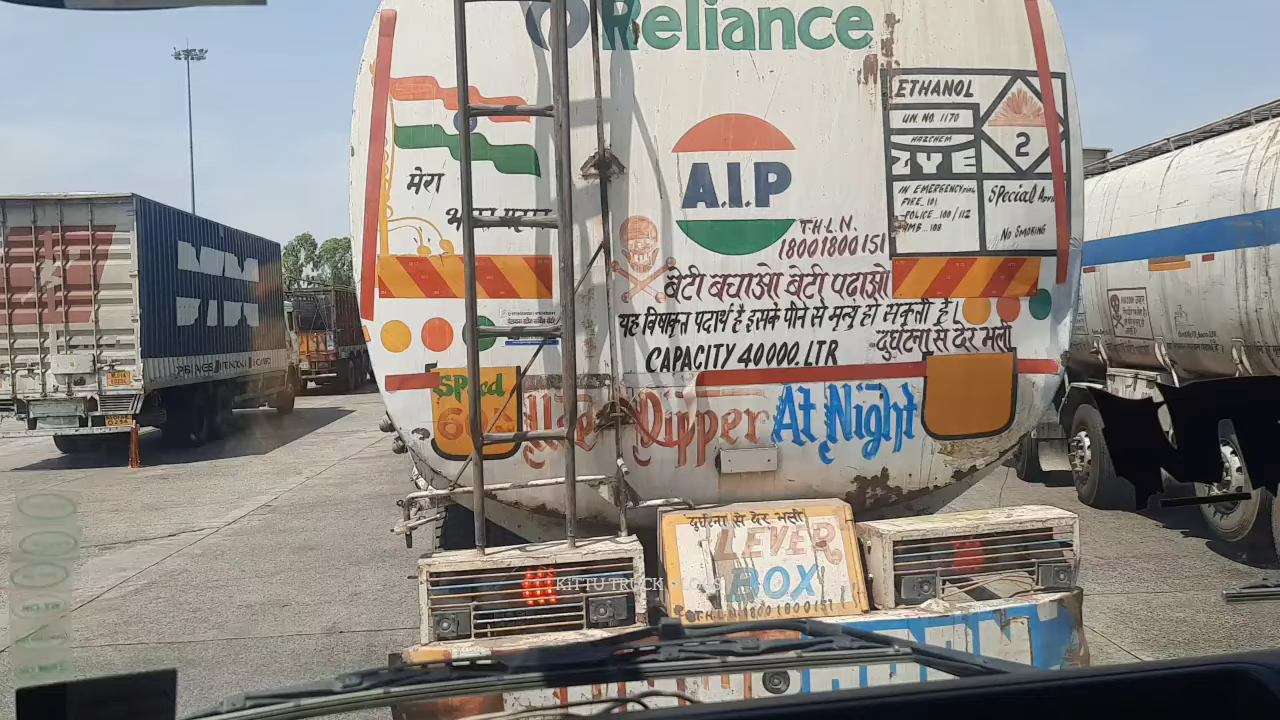 Reliance
मेरा
A.I.P
T.H.L.N.
18001800151
ETHANOL
UN. NO. 1170
HAZCHEM
2YE
2
IN EMERGENCY
FIRE. 101
POLICE. 100/112
AMB. 108
Special
No SMOKING
बेटी बचाओ बेटी पढाओ
यह विषाक्त पदार्थ है इसके पीने से मृत्यु हो सकती है।
दुर्घटना से देर भली
CAPACITY 40000.LTR
Speed
60
Use Dipper At Night
दुर्घटना से देर भली
LEVER
BOX
T.H.L.N-18001800151
KITTU TRUCK